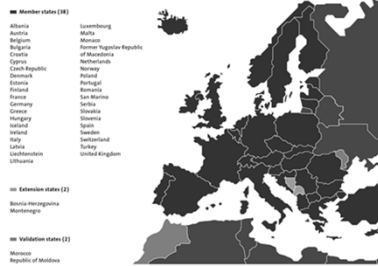 Member states (38)
Albania
Austria
Belgium
Bulgaria
Croatia
Cyprus
Czech Republic
Denmark
Estonia
Finland
France
Germany
Greece
Hungary
Iceland
Ireland
Italy
Latvia
Liechtenstein
Lithuania
Luxembourg
Malta
Monaco
Former Yugoslav Republic
of Macedonia
Netherlands
Norway
Poland
Portugal
Romania
San Marino
Serbia
Slovakia
Slovenia
Spain
Sweden
Switzerland
Turkey
United Kingdom
Extension states (2)
Bosnia-Herzegovina
Montenegro
Validation states (2)
Morocco
Republic of Moldova